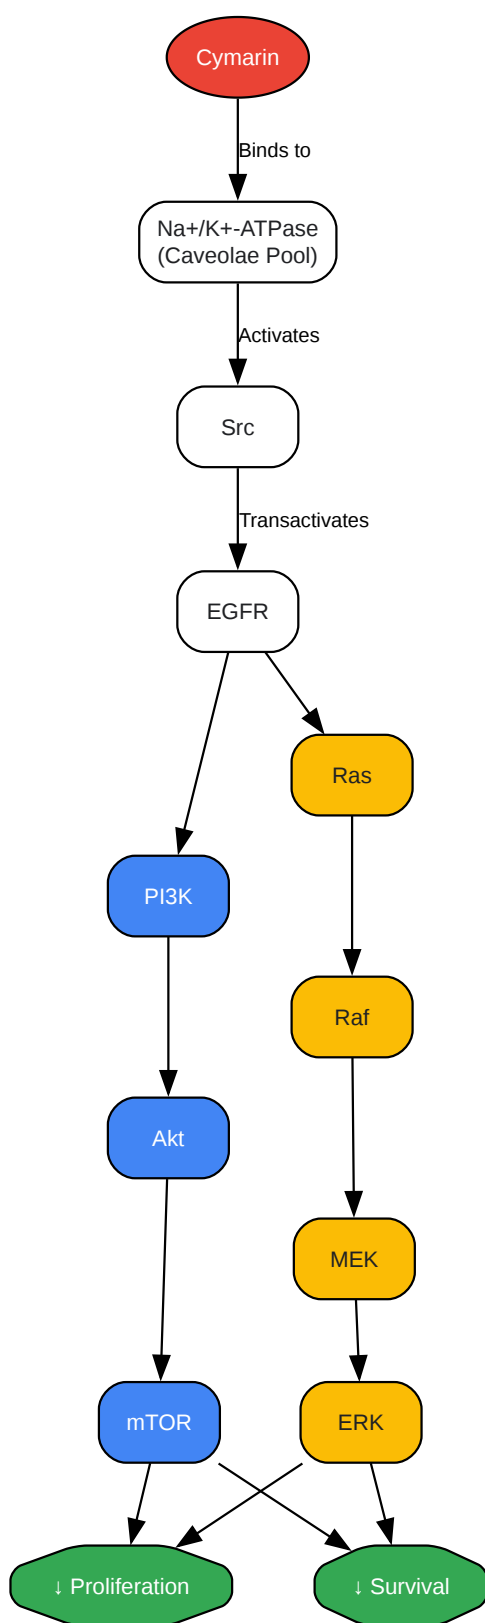 Cymarin
Binds to
Na+/K+-ATPase
(Caveolae Pool)
Activates
Src
Transactivates
EGFR
Ras
PI3K
Raf
Akt
MEK
mTOR
ERK
↓ Proliferation
↓ Survival